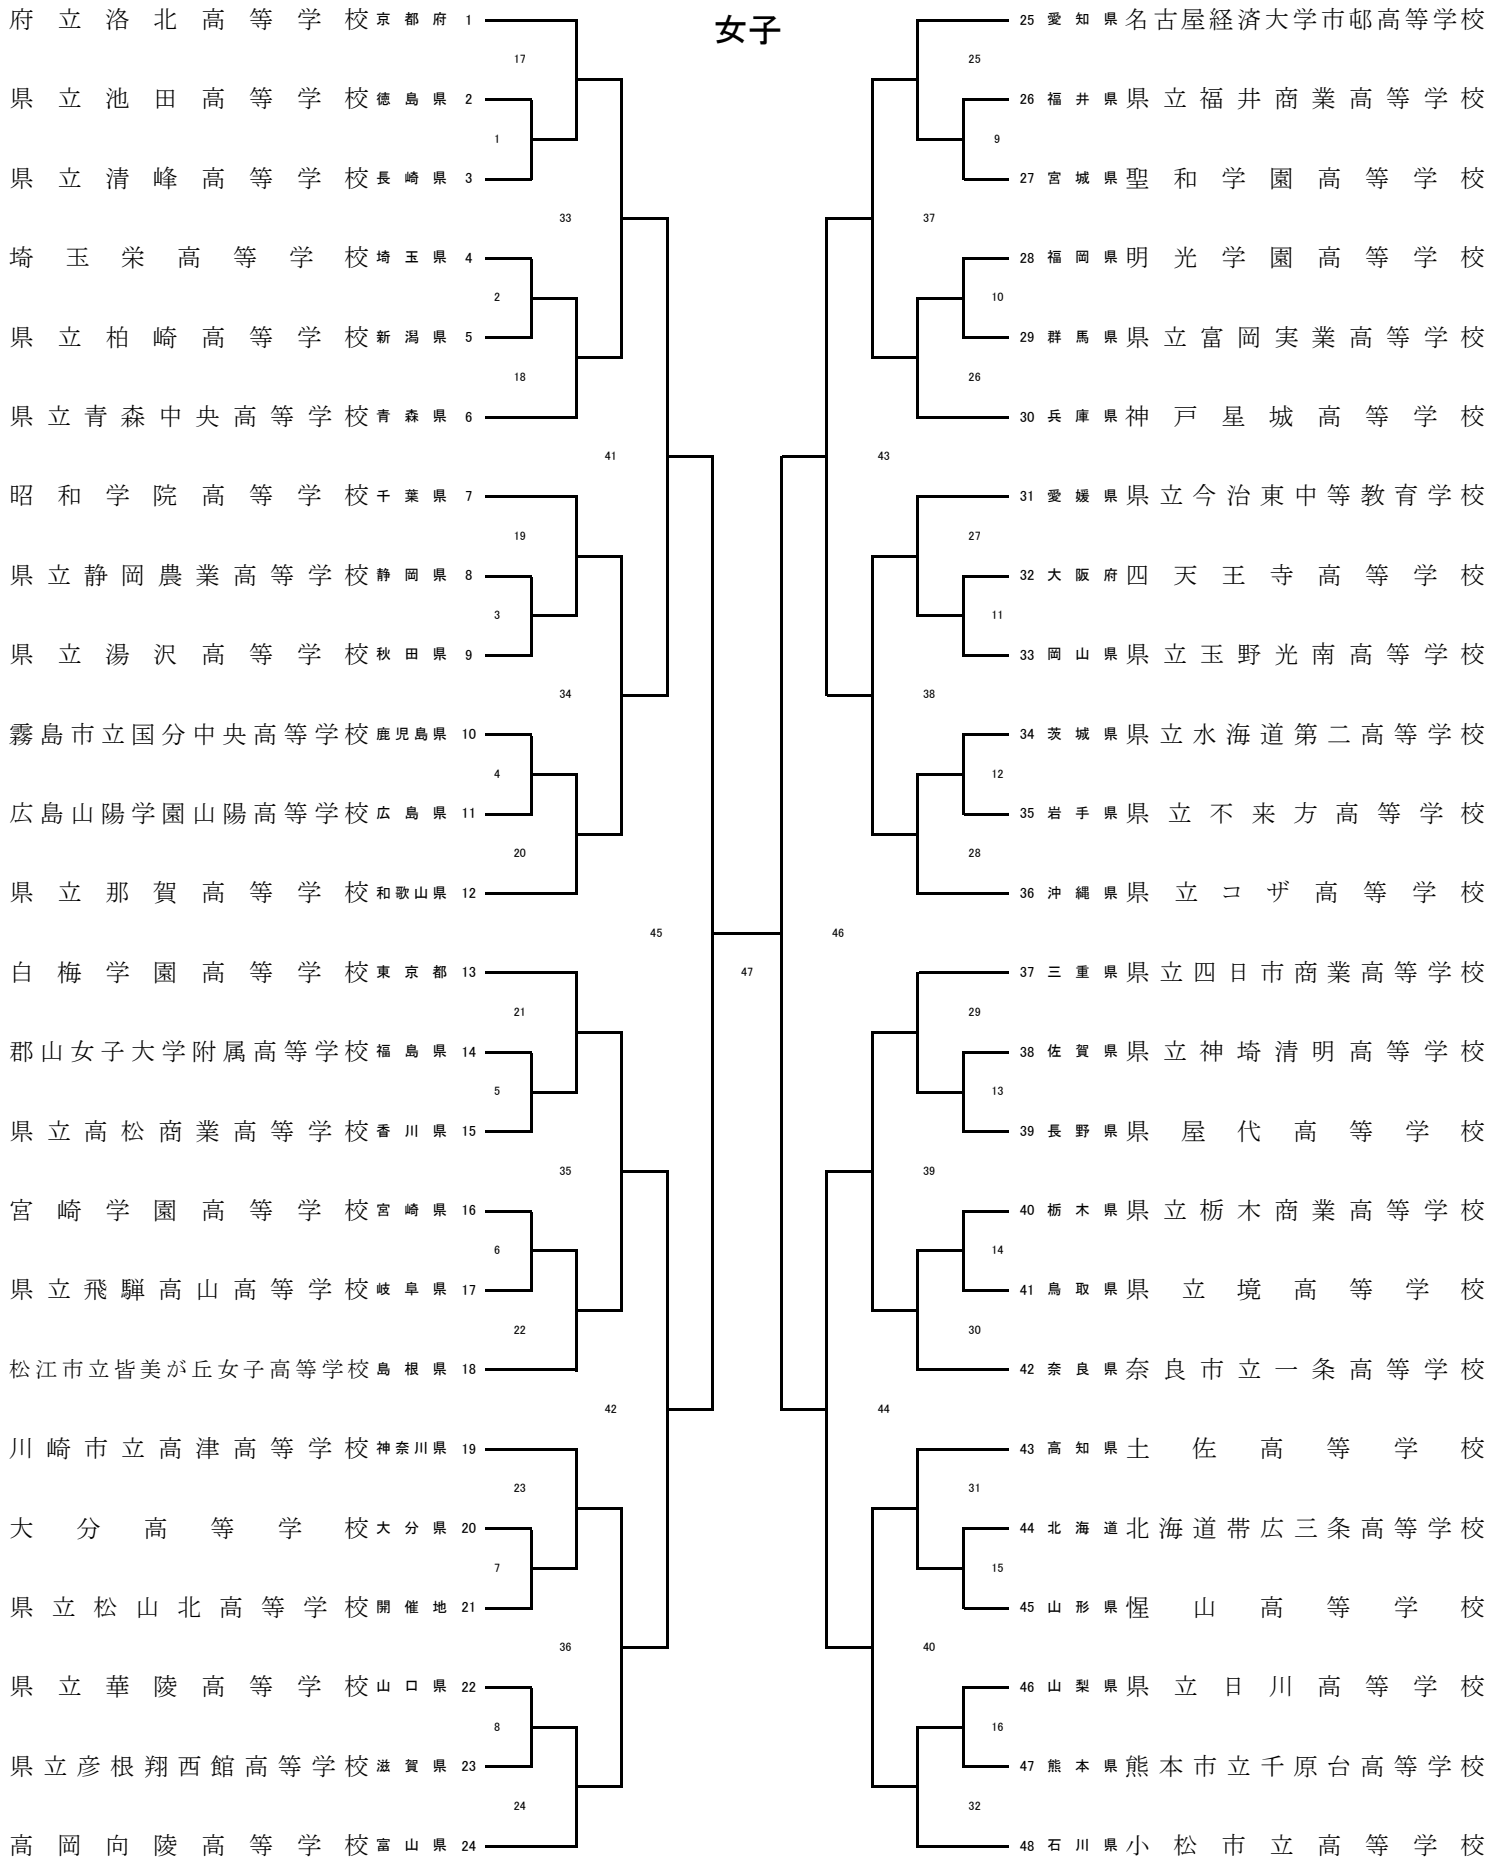 女子
府立洛北高等学校 京都府 1
17
県立池田高等学校 徳島県 2
1
県立清峰高等学校 長崎県 3
33
埼玉栄高等学校 埼玉県 4
2
県立柏崎高等学校 新潟県 5
18
県立青森中央高等学校 青森県 6
41
昭和学院高等学校 千葉県 7
19
県立静岡農業高等学校 静岡県 8
3
県立湯沢高等学校 秋田県 9
34
霧島市立国分中央高等学校 鹿児島県 10
4
広島山陽学園山陽高等学校 広島県 11
20
県立那賀高等学校 和歌山県 12
45
白梅学園高等学校 東京都 13
21
郡山女子大学附属高等学校 福島県 14
5
県立高松商業高等学校 香川県 15
35
宮崎学園高等学校 宮崎県 16
6
県立飛騨高山高等学校 岐阜県 17
22
松江市立皆美が丘女子高等学校 島根県 18
42
川崎市立高津高等学校 神奈川県 19
23
大分高等学校 大分県 20
7
県立松山北高等学校 開催地 21
36
県立華陵高等学校 山口県 22
8
県立彦根翔西館高等学校 滋賀県 23
24
高岡向陵高等学校 富山県 24
47
25 愛知県 名古屋経済大学市邨高等学校
25
26 福井県 県立福井商業高等学校
9
27 宮城県 聖和学園高等学校
37
28 福岡県 明光学園高等学校
10
29 群馬県 県立富岡実業高等学校
26
30 兵庫県 神戸星城高等学校
43
31 愛媛県 県立今治東中等教育学校
27
32 大阪府 四天王寺高等学校
11
33 岡山県 県立玉野光南高等学校
38
34 茨城県 県立水海道第二高等学校
12
35 岩手県 県立不来方高等学校
28
36 沖縄県 県立コザ高等学校
46
37 三重県 県立四日市商業高等学校
29
38 佐賀県 県立神埼清明高等学校
13
39 長野県 県屋代高等学校
39
40 栃木県 県立栃木商業高等学校
14
41 鳥取県 県立境高等学校
30
42 奈良県 奈良市立一条高等学校
44
43 高知県 土佐高等学校
31
44 北海道 北海道帯広三条高等学校
15
45 山形県 惺山高等学校
40
46 山梨県 県立日川高等学校
16
47 熊本県 熊本市立千原台高等学校
32
48 石川県 小松市立高等学校